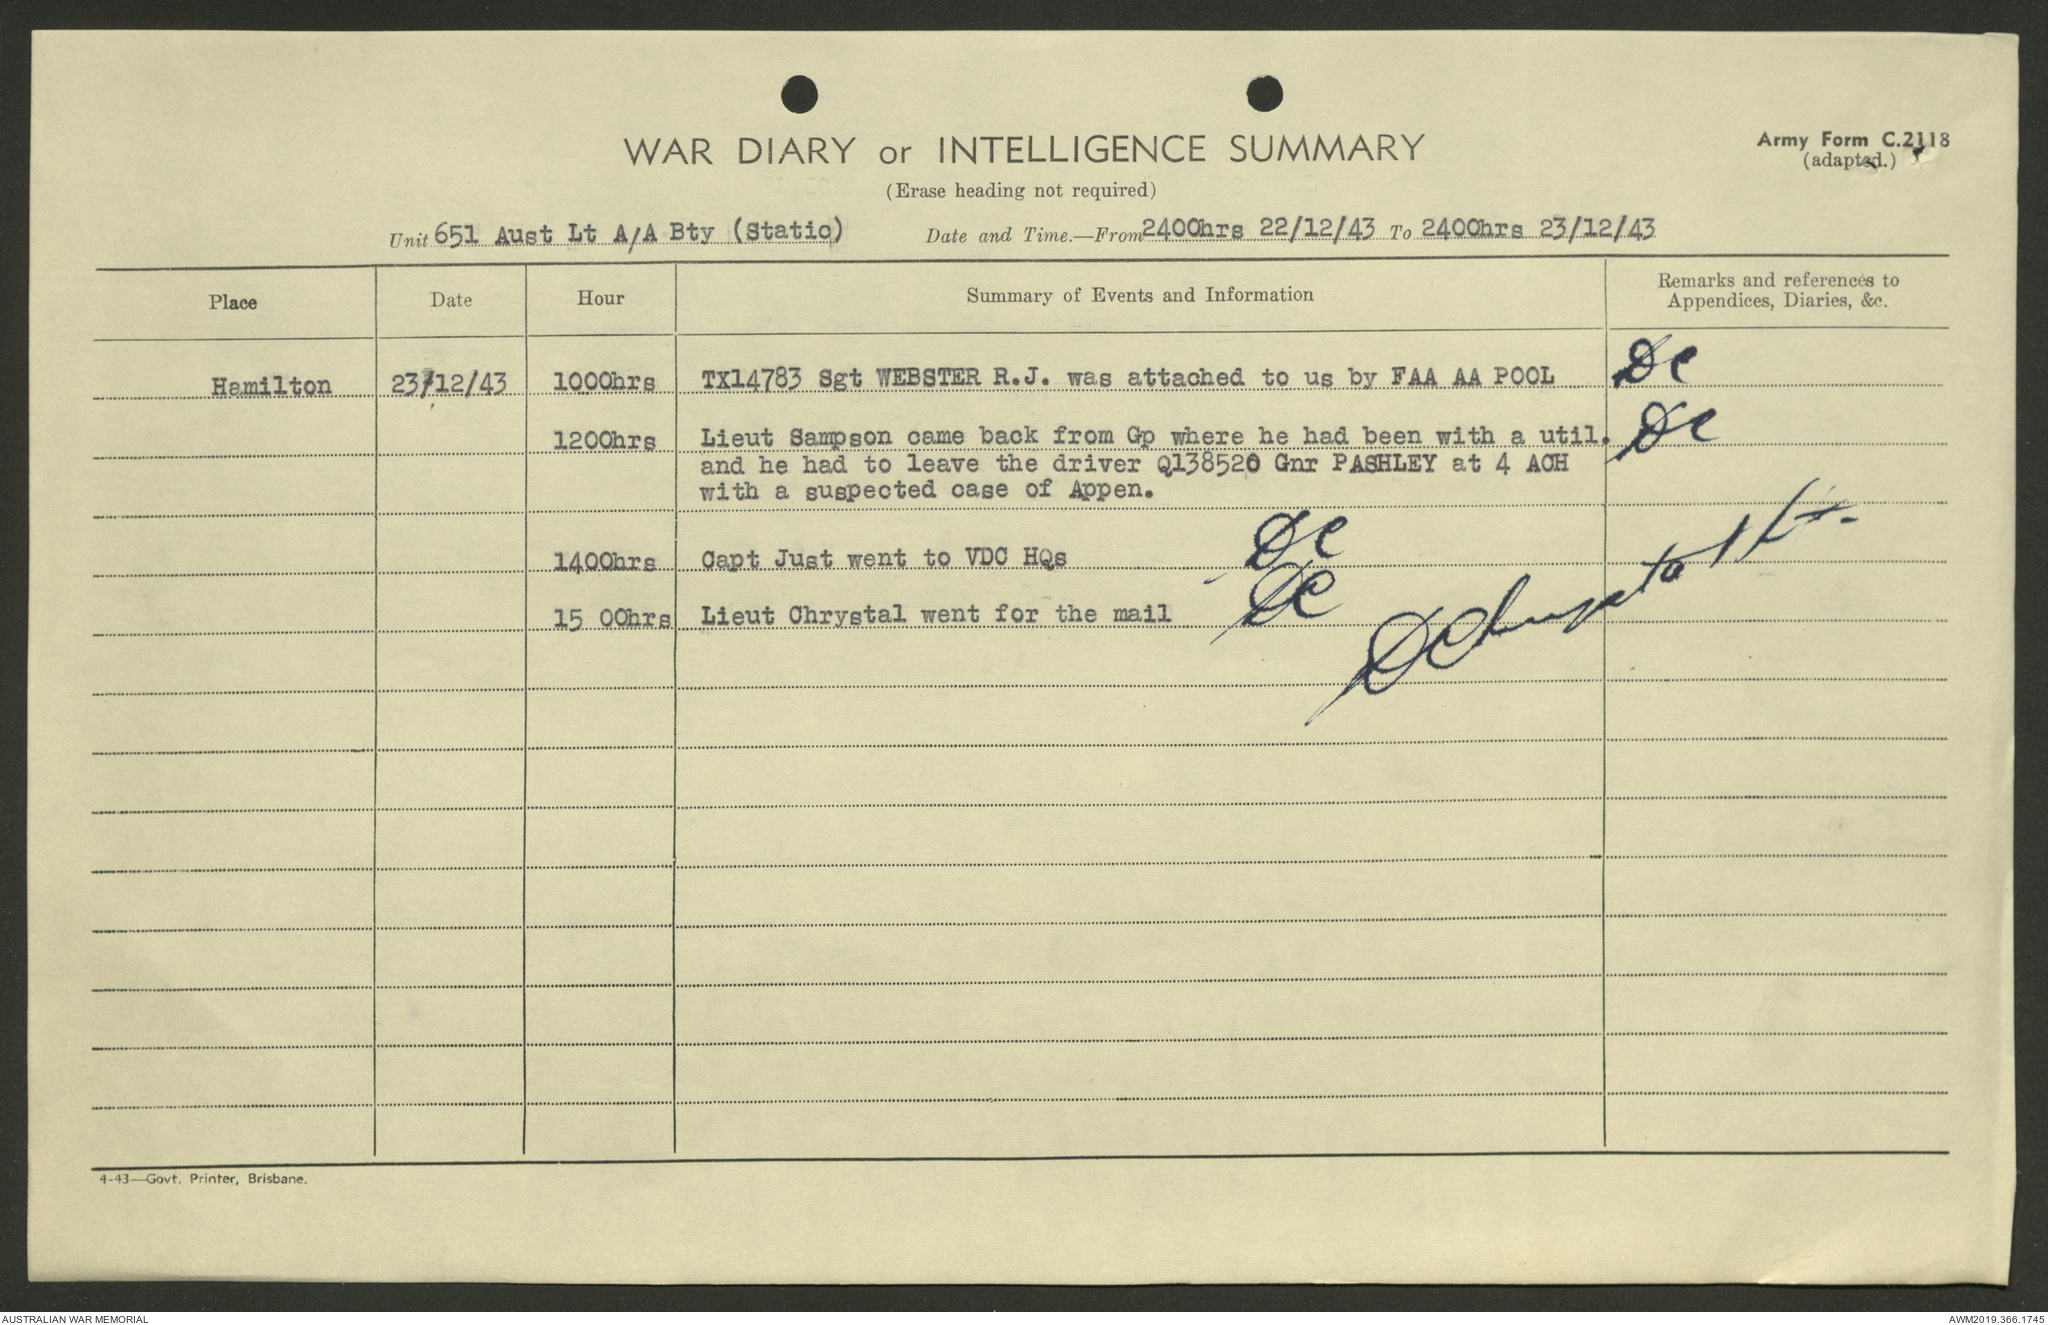 WAR DIARY or INTELLIGENCE SUMMARY
Army Form C.2118
(adapted.)
(Erase heading not required)
Unit 651 Aust Lt A/A Bty (Static) Date and Time.—From 2400hrs 22/12/43 To 2400hrs 23/12/43
Place Date Hour Summary of Events and Information Remarks and references to
Appendices, Diaries, &c.
Hamilton 23/12/43 1000hrs TX14783 Sgt WEBSTER R.J. was attached to us by FAA AA POOL DC
1200hrs Lieut Sampson came back from Gp where he had been with a util. DC
and he had to leave the driver Q138520 Gnr PASHLEY at 4 ACH
with a suspected case of Appen.
1400hrs Capt Just went to VDC HQs DC
15 00hrs Lieut Chrystal went for the mail DC
4-43—Govt. Printer, Brisbane.
AUSTRALIAN WAR MEMORIAL AWM2019.366.1745